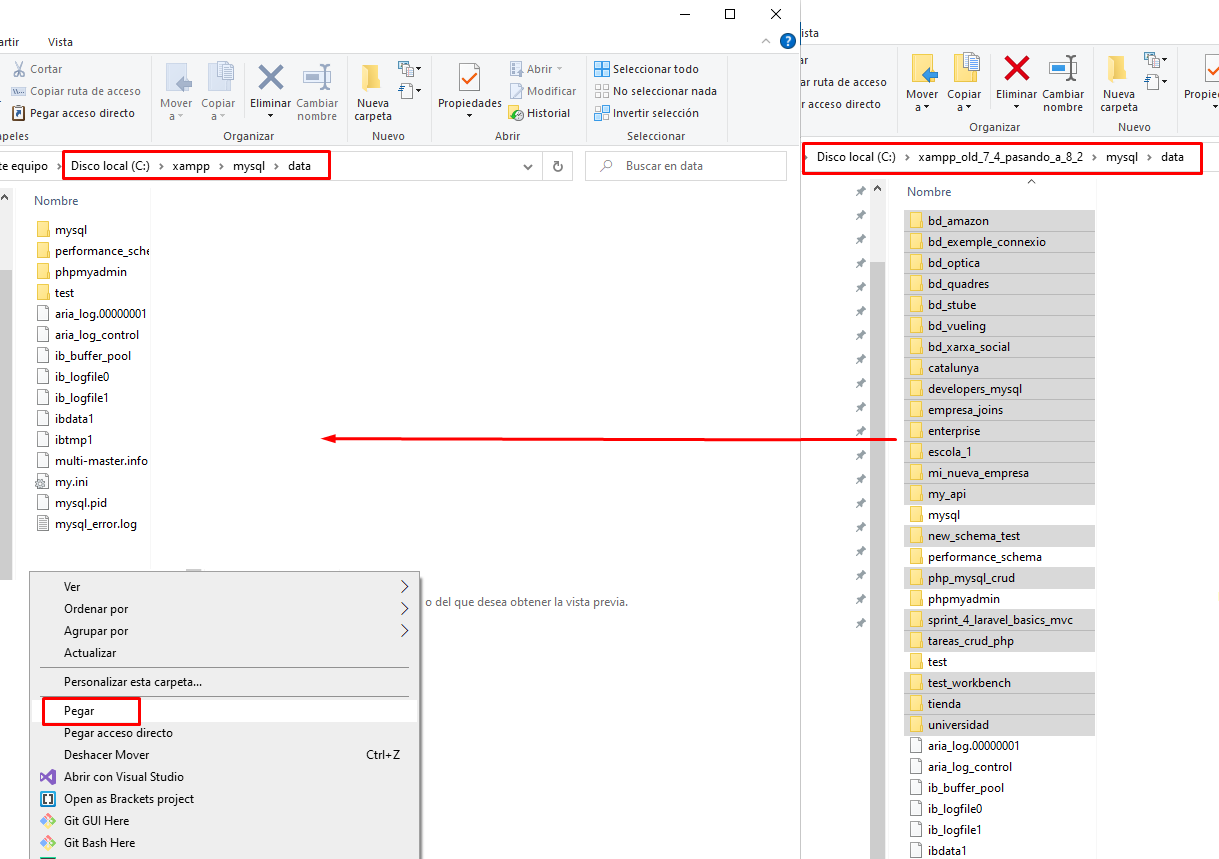 artir Vista
Cortar
Copiar ruta de acceso
Pegar acceso directo
peles
Mover a
Copiar a
Eliminar
Cambiar nombre
Organizar
Nueva carpeta
Nuevo
Propiedades
Abrir
Modificar
Historial
Abrir
Seleccionar todo
No seleccionar nada
Invertir selección
Seleccionar
te equipo > Disco local (C:) > xampp > mysql > data
Buscar en data
Nombre
mysql
performance_sche
phpmyadmin
test
aria_log.00000001
aria_log_control
ib_buffer_pool
ib_logfile0
ib_logfile1
ibdata1
ibtmp1
multi-master.info
my.ini
mysql.pid
mysql_error.log
o del que desea obtener la vista previa.
Ver
Ordenar por
Agrupar por
Actualizar
Personalizar esta carpeta...
Pegar
Pegar acceso directo
Deshacer Mover Ctrl+Z
Abrir con Visual Studio
Open as Brackets project
Git GUI Here
Git Bash Here
ista
ar
ar ruta de acceso
r acceso directo
Mover a
Copiar a
Eliminar
Cambiar nombre
Organizar
Nueva carpeta
Nuevo
Propie
Disco local (C:) > xampp_old_7_4_pasando_a_8_2 > mysql > data
Nombre
bd_amazon
bd_exemple_connexio
bd_optica
bd_quadres
bd_stube
bd_vueling
bd_xarxa_social
catalunya
developers_mysql
empresa_joins
enterprise
escola_1
mi_nueva_empresa
my_api
mysql
new_schema_test
performance_schema
php_mysql_crud
phpmyadmin
sprint_4_laravel_basics_mvc
tareas_crud_php
test
test_workbench
tienda
universidad
aria_log.00000001
aria_log_control
ib_buffer_pool
ib_logfile0
ib_logfile1
ibdata1